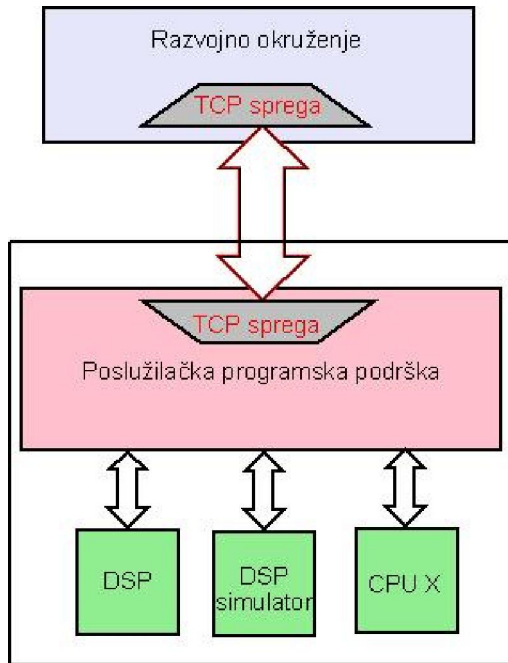 Razvojno okruženje
TCP sprega
TCP sprega
Poslužilačka programska podrška
DSP
DSP
simulator
CPU X